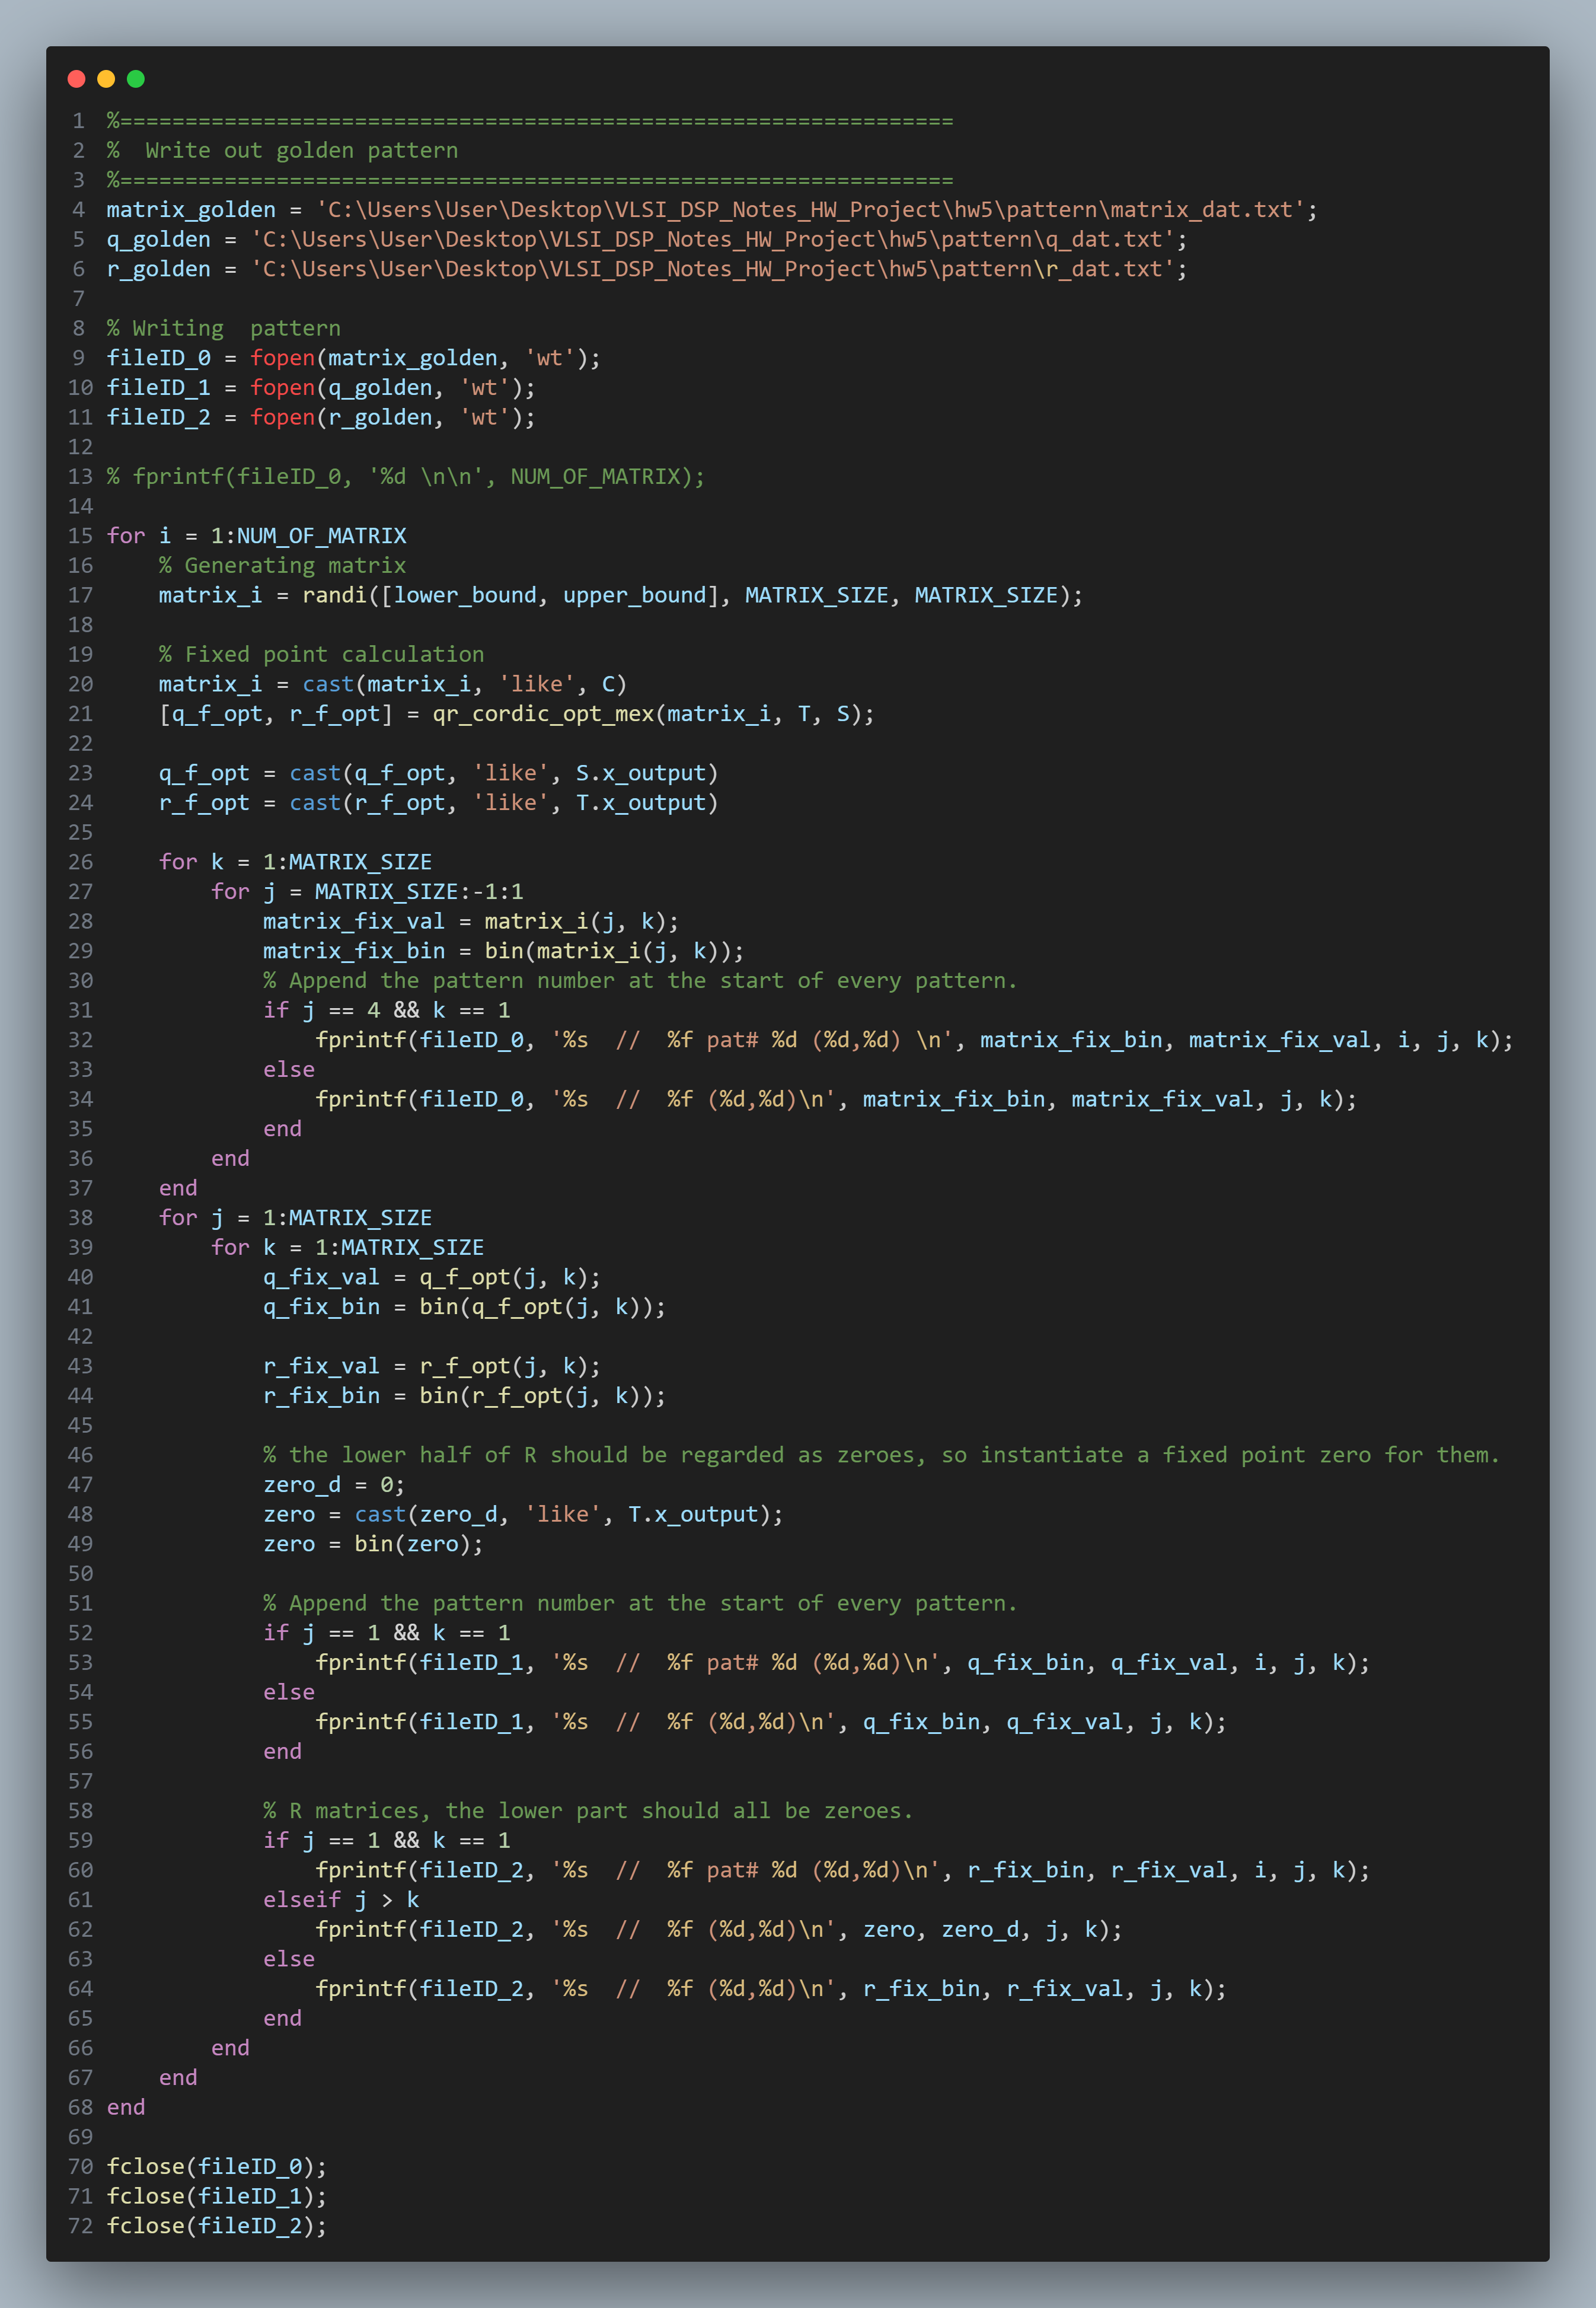 1 %================================================================
2 %  Write out golden pattern
3 %================================================================
4 matrix_golden = 'C:\Users\User\Desktop\VLSI_DSP_Notes_HW_Project\hw5\pattern\matrix_dat.txt';
5 q_golden = 'C:\Users\User\Desktop\VLSI_DSP_Notes_HW_Project\hw5\pattern\q_dat.txt';
6 r_golden = 'C:\Users\User\Desktop\VLSI_DSP_Notes_HW_Project\hw5\pattern\r_dat.txt';
7
8 % Writing  pattern
9 fileID_0 = fopen(matrix_golden, 'wt');
10 fileID_1 = fopen(q_golden, 'wt');
11 fileID_2 = fopen(r_golden, 'wt');
12
13 % fprintf(fileID_0, '%d \n\n', NUM_OF_MATRIX);
14
15 for i = 1:NUM_OF_MATRIX
16     % Generating matrix
17     matrix_i = randi([lower_bound, upper_bound], MATRIX_SIZE, MATRIX_SIZE);
18
19     % Fixed point calculation
20     matrix_i = cast(matrix_i, 'like', C)
21     [q_f_opt, r_f_opt] = qr_cordic_opt_mex(matrix_i, T, S);
22
23     q_f_opt = cast(q_f_opt, 'like', S.x_output)
24     r_f_opt = cast(r_f_opt, 'like', T.x_output)
25
26     for k = 1:MATRIX_SIZE
27         for j = MATRIX_SIZE:-1:1
28             matrix_fix_val = matrix_i(j, k);
29             matrix_fix_bin = bin(matrix_i(j, k));
30             % Append the pattern number at the start of every pattern.
31             if j == 4 && k == 1
32                 fprintf(fileID_0, '%s  //  %f pat# %d (%d,%d) \n', matrix_fix_bin, matrix_fix_val, i, j, k);
33             else
34                 fprintf(fileID_0, '%s  //  %f (%d,%d)\n', matrix_fix_bin, matrix_fix_val, j, k);
35             end
36         end
37     end
38     for j = 1:MATRIX_SIZE
39         for k = 1:MATRIX_SIZE
40             q_fix_val = q_f_opt(j, k);
41             q_fix_bin = bin(q_f_opt(j, k));
42
43             r_fix_val = r_f_opt(j, k);
44             r_fix_bin = bin(r_f_opt(j, k));
45
46             % the lower half of R should be regarded as zeroes, so instantiate a fixed point zero for them.
47             zero_d = 0;
48             zero = cast(zero_d, 'like', T.x_output);
49             zero = bin(zero);
50
51             % Append the pattern number at the start of every pattern.
52             if j == 1 && k == 1
53                 fprintf(fileID_1, '%s  //  %f pat# %d (%d,%d)\n', q_fix_bin, q_fix_val, i, j, k);
54             else
55                 fprintf(fileID_1, '%s  //  %f (%d,%d)\n', q_fix_bin, q_fix_val, j, k);
56             end
57
58             % R matrices, the lower part should all be zeroes.
59             if j == 1 && k == 1
60                 fprintf(fileID_2, '%s  //  %f pat# %d (%d,%d)\n', r_fix_bin, r_fix_val, i, j, k);
61             elseif j > k
62                 fprintf(fileID_2, '%s  //  %f (%d,%d)\n', zero, zero_d, j, k);
63             else
64                 fprintf(fileID_2, '%s  //  %f (%d,%d)\n', r_fix_bin, r_fix_val, j, k);
65             end
66         end
67     end
68 end
69
70 fclose(fileID_0);
71 fclose(fileID_1);
72 fclose(fileID_2);